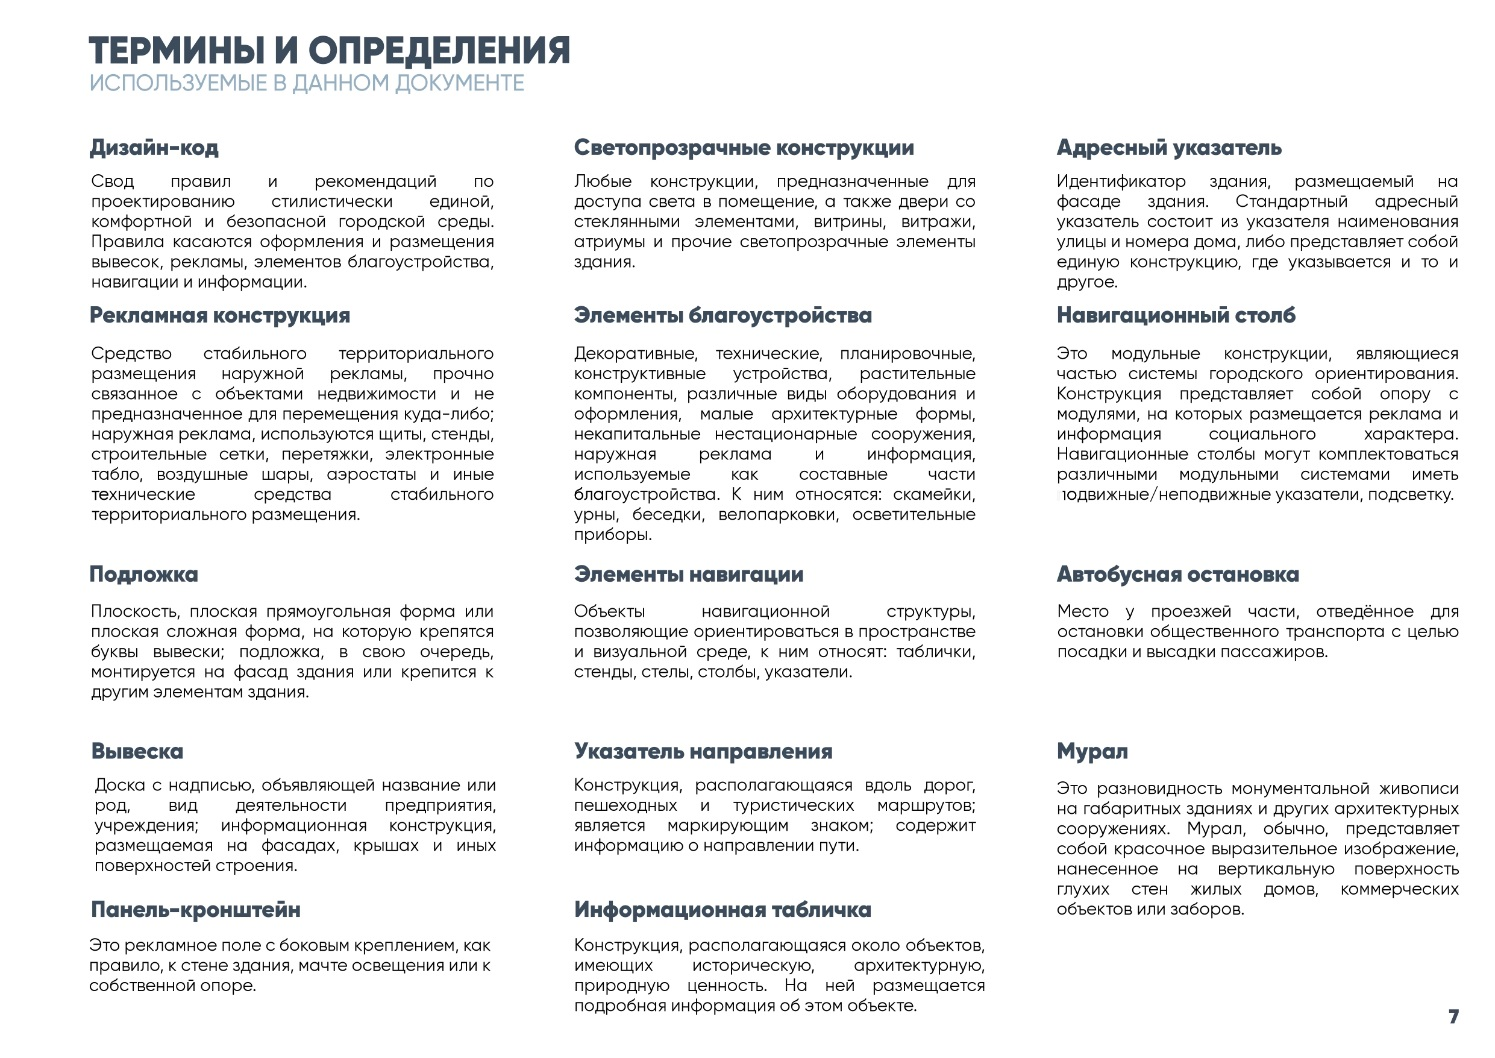 ТЕРМИНЫ И ОПРЕДЕЛЕНИЯ
ИСПОЛЬЗУЕМЫЕ В ДАННОМ ДОКУМЕНТЕ
Дизайн-код
Свод правил и рекомендаций по
проектированию стилистически единой,
комфортной и безопасной городской среды.
Правила касаются оформления и размещения
вывесок, рекламы, элементов благоустройства,
навигации и информации.
Рекламная конструкция
Средство стабильного территориального
размещения наружной рекламы, прочно
связанное с объектами недвижимости и не
предназначенное для перемещения куда-либо;
наружная реклама, используются щиты, стенды,
строительные сетки, перетяжки, электронные
табло, воздушные шары, аэростаты и иные
технические средства стабильного
территориального размещения.
Подложка
Плоскость, плоская прямоугольная форма или
плоская сложная форма, на которую крепятся
буквы вывески; подложка, в свою очередь,
монтируется на фасад здания или крепится к
другим элементам здания.
Вывеска
Доска с надписью, объявляющей название или
род, вид деятельности предприятия,
учреждения; информационная конструкция,
размещаемая на фасадах, крышах и иных
поверхностей строения.
Панель-кронштейн
Это рекламное поле с боковым креплением, как
правило, к стене здания, мачте освещения или к
собственной опоре.
Светопрозрачные конструкции
Любые конструкции, предназначенные для
доступа света в помещение, а также двери со
стеклянными элементами, витрины, витражи,
атриумы и прочие светопрозрачные элементы
здания.
Элементы благоустройства
Декоративные, технические, планировочные,
конструктивные устройства, растительные
компоненты, различные виды оборудования и
оформления, малые архитектурные формы,
некапитальные нестационарные сооружения,
наружная реклама и информация,
используемые как составные части
благоустройства. К ним относятся: скамейки,
урны, беседки, велопарковки, осветительные
приборы.
Элементы навигации
Объекты навигационной структуры,
позволяющие ориентироваться в пространстве
и визуальной среде, к ним относят: таблички,
стенды, стелы, столбы, указатели.
Указатель направления
Конструкция, располагающаяся вдоль дорог,
пешеходных и туристических маршрутов;
является маркирующим знаком; содержит
информацию о направлении пути.
Информационная табличка
Конструкция, располагающаяся около объектов,
имеющих историческую, архитектурную,
природную ценность. На ней размещается
подробная информация об этом объекте.
Адресный указатель
Идентификатор здания, размещаемый на
фасаде здания. Стандартный адресный
указатель состоит из указателя наименования
улицы и номера дома, либо представляет собой
единую конструкцию, где указывается и то и
другое.
Навигационный столб
Это модульные конструкции, являющиеся
частью системы городского ориентирования.
Конструкция представляет собой опору с
модулями, на которых размещается реклама и
информация социального характера.
Навигационные столбы могут комплектоваться
различными модульными системами иметь
подвижные/неподвижные указатели, подсветку.
Автобусная остановка
Место у проезжей части, отведённое для
остановки общественного транспорта с целью
посадки и высадки пассажиров.
Мурал
Это разновидность монументальной живописи
на габаритных зданиях и других архитектурных
сооружениях. Мурал, обычно, представляет
собой красочное выразительное изображение,
нанесенное на вертикальную поверхность
глухих стен жилых домов, коммерческих
объектов или заборов.
7